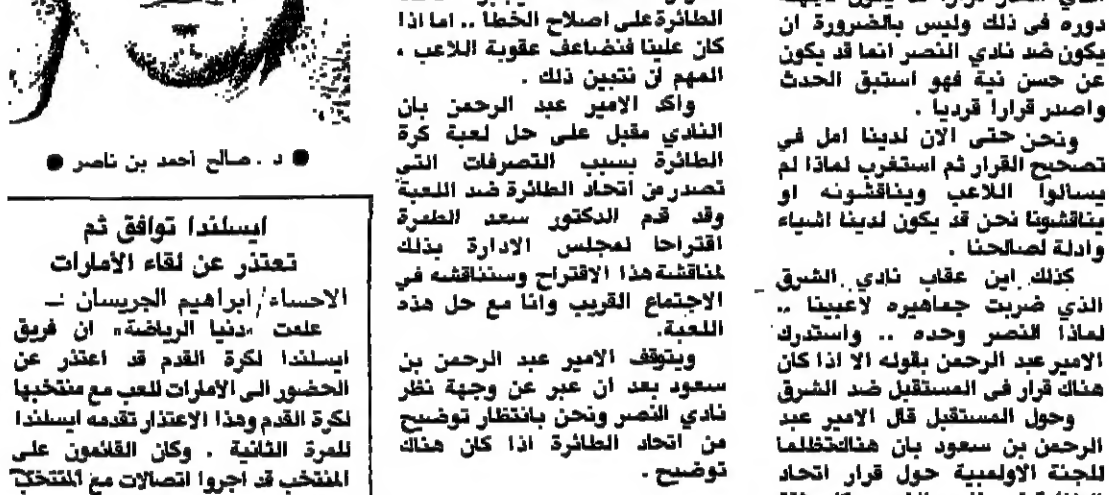 دوره فى ذلك وليس بالضرورة ان
يكون ضد نادي النصر انما قد يكون
عن حسن نية فهو استبق الحدث
واصدر قرارا فرديا .
ونحن حتى الان لدينا امل في
تصحيح القرار ثم استغرب لماذا لم
يسالوا اللاعب ويناقشونه او
يناقشونا نحن قد يكون لدينا اشياء
وادلة لصالحنا .
كذلك اين عقاب نادي الشرق
الذي ضربت جماهيره لاعبينا ..
لماذا النصر وحده .. واستدرك
الامير عبد الرحمن بقوله الا اذا كان
هناك قرار فى المستقبل ضد الشرق
وحول المستقبل قال الامير عبد
الرحمن بن سعود بان هناك تظلما
للجنة الاولمبية حول قرار اتحاد
الطائرة على اصلاح الخطا .. اما اذا
كان علينا فنضاعف عقوبة اللاعب ،
المهم ان نتبين ذلك .
واكد الامير عبد الرحمن بان
النادي مقبل على حل لعبة كرة
الطائرة بسبب التصرفات التي
تصدر من اتحاد الطائرة ضد اللعبة
وقد قدم الدكتور سعد الطفرة
اقتراحا لمجلس الادارة بذلك
لمناقشة هذا الاقتراح وسنناقشه في
الاجتماع القريب وانا مع حل هذه
اللعبة.
ويتوقف الامير عبد الرحمن بن
سعود بعد ان عبر عن وجهة نظر
نادي النصر ونحن بانتظار توضيح
من اتحاد الطائرة اذا كان هناك
توضيح .
● د . صالح أحمد بن ناصر ●
ايسلندا توافق ثم
تعتذر عن لقاء الأمارات
الاحساء / ابراهيم الجريسان :ـ
علمت «دنيا الرياضة» ان فريق
ايسلندا لكرة القدم قد اعتذر عن
الحضور الى الامارات للعب مع منتخبها
لكرة القدم وهذا الاعتذار تقدمه ايسلندا
للمرة الثانية . وكان القائمون على
المنتخب قد اجروا اتصالات مع المنتخب